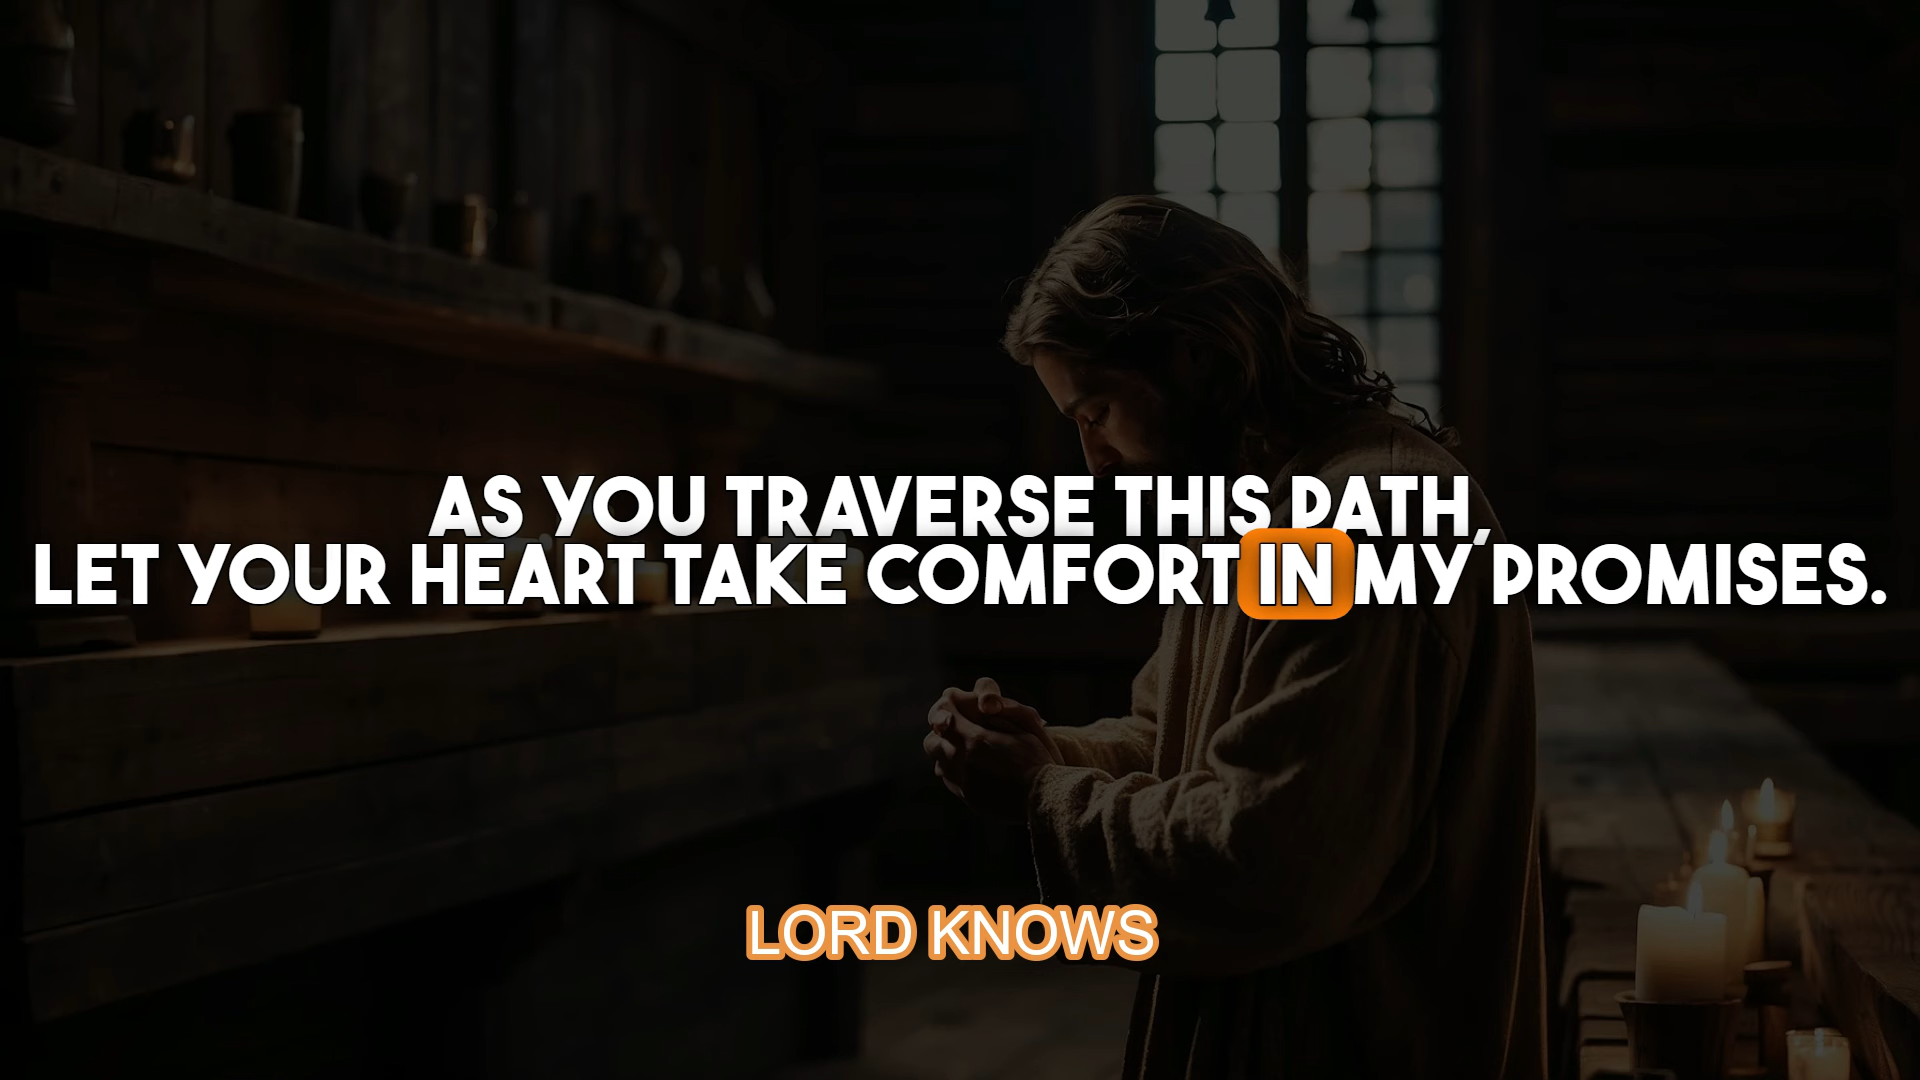 AS YOU TRAVERSE THIS PATH,
LET YOUR HEART TAKE COMFORT IN MY PROMISES.
LORD KNOWS